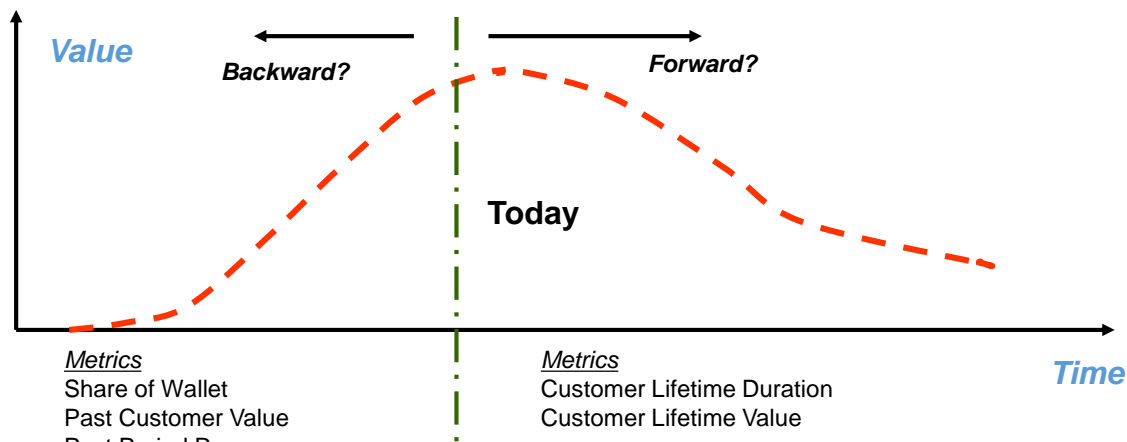 Value
Backward?
Forward?
Today
Time
Metrics
Share of Wallet
Past Customer Value
Metrics
Customer Lifetime Duration
Customer Lifetime Value